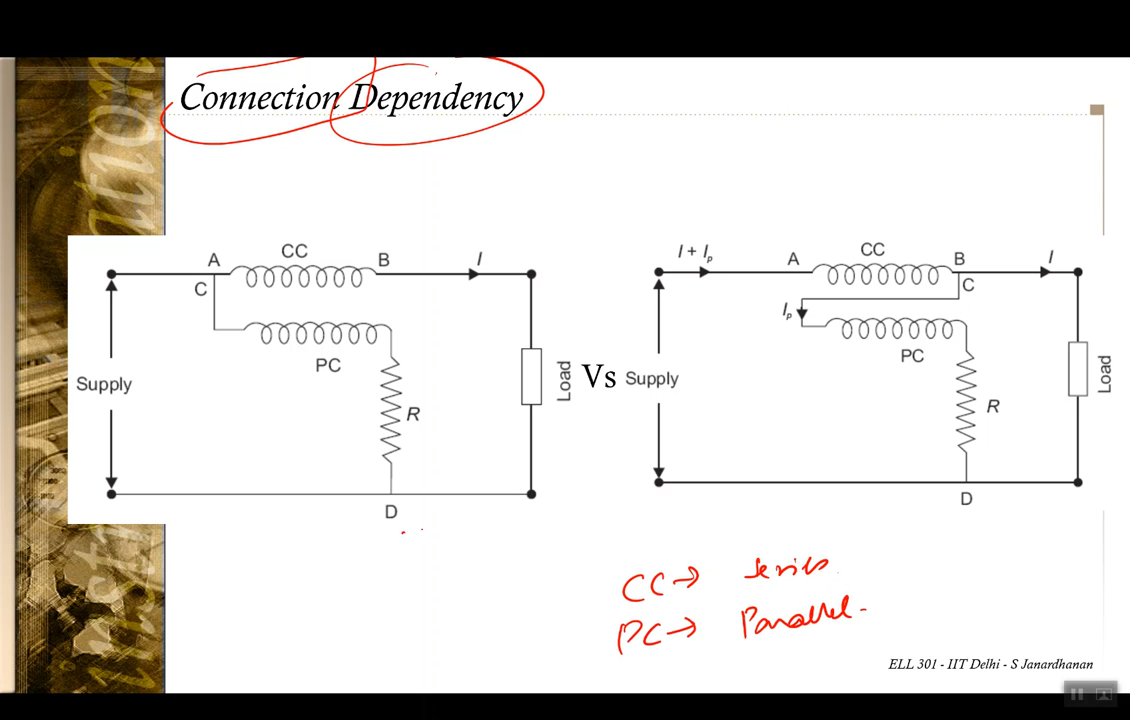 Connection Dependency
A
CC
B
I
C
PC
Supply
R
Load
D
Vs
I + Ip
A
CC
B
I
C
Ip
PC
Supply
R
Load
D
CC → Series
PC → Parallel
ELL 301 - IIT Delhi - S Janardhanan